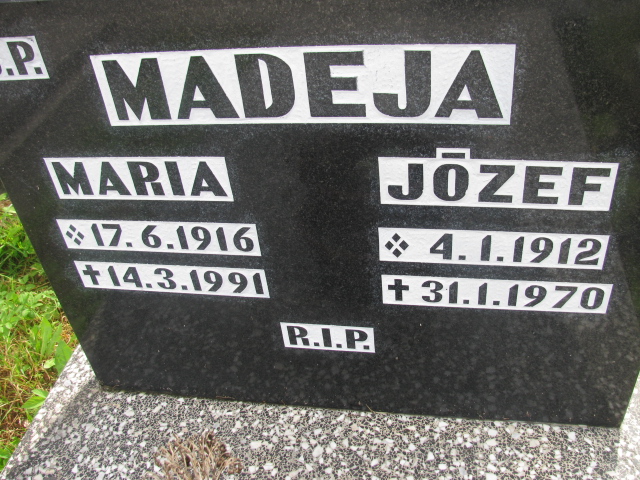 .P.
MADEJA
MARIA
17.6.1916
†14.3.1991
JÓZEF
4.1.1912
†31.1.1970
R.I.P.